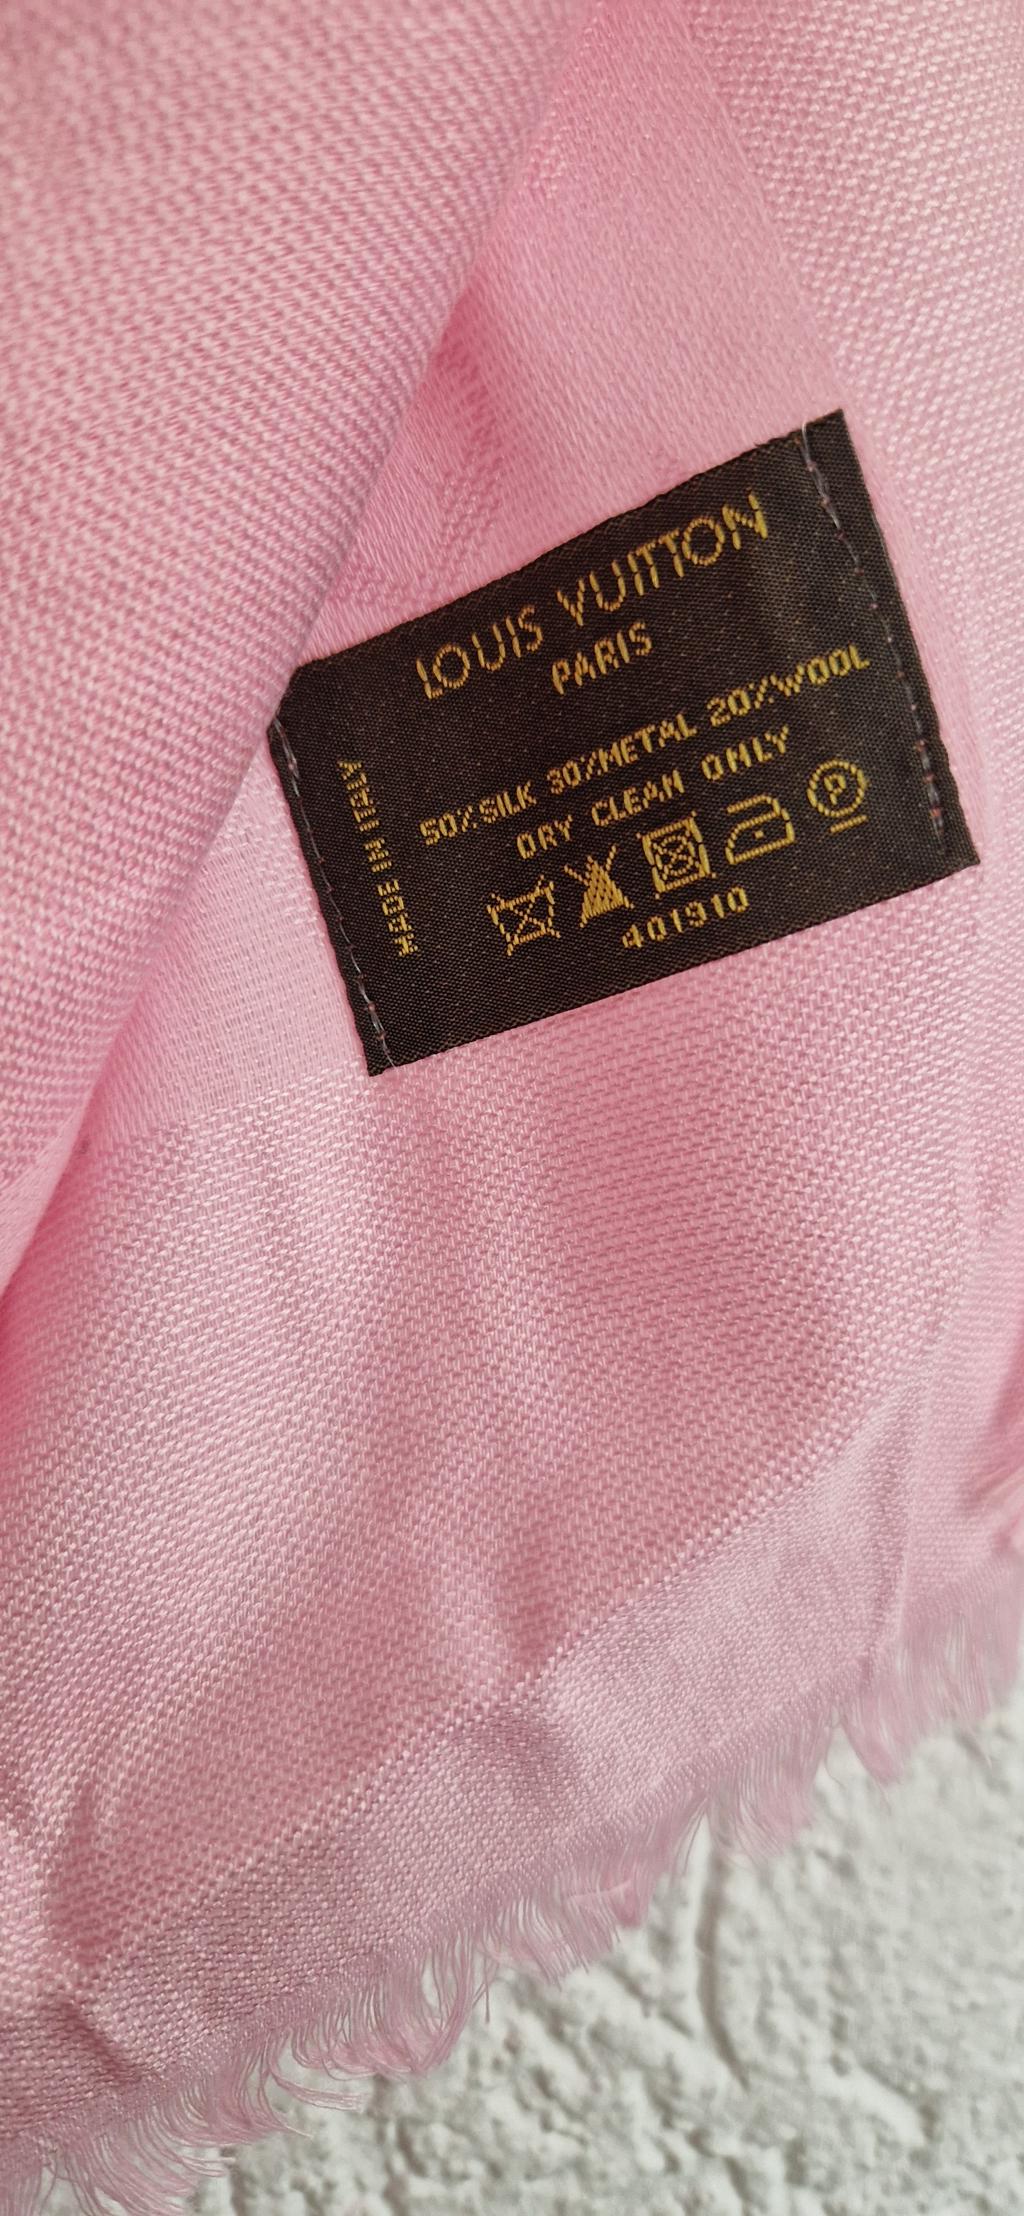 LOUIS VUITTON
PARIS
50%SILK 30%METAL 20%WOOL
DRY CLEAN ONLY
P
401910
MADE IN ITALY